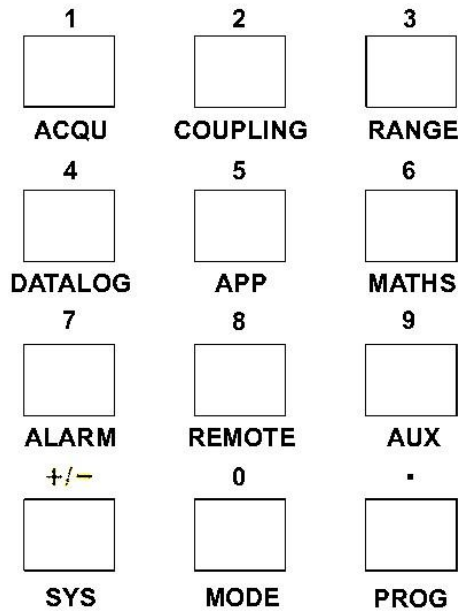 1 2 3
ACQU COUPLING RANGE
4 5 6
DATALOG APP MATHS
7 8 9
ALARM REMOTE AUX
+/− 0 .
SYS MODE PROG